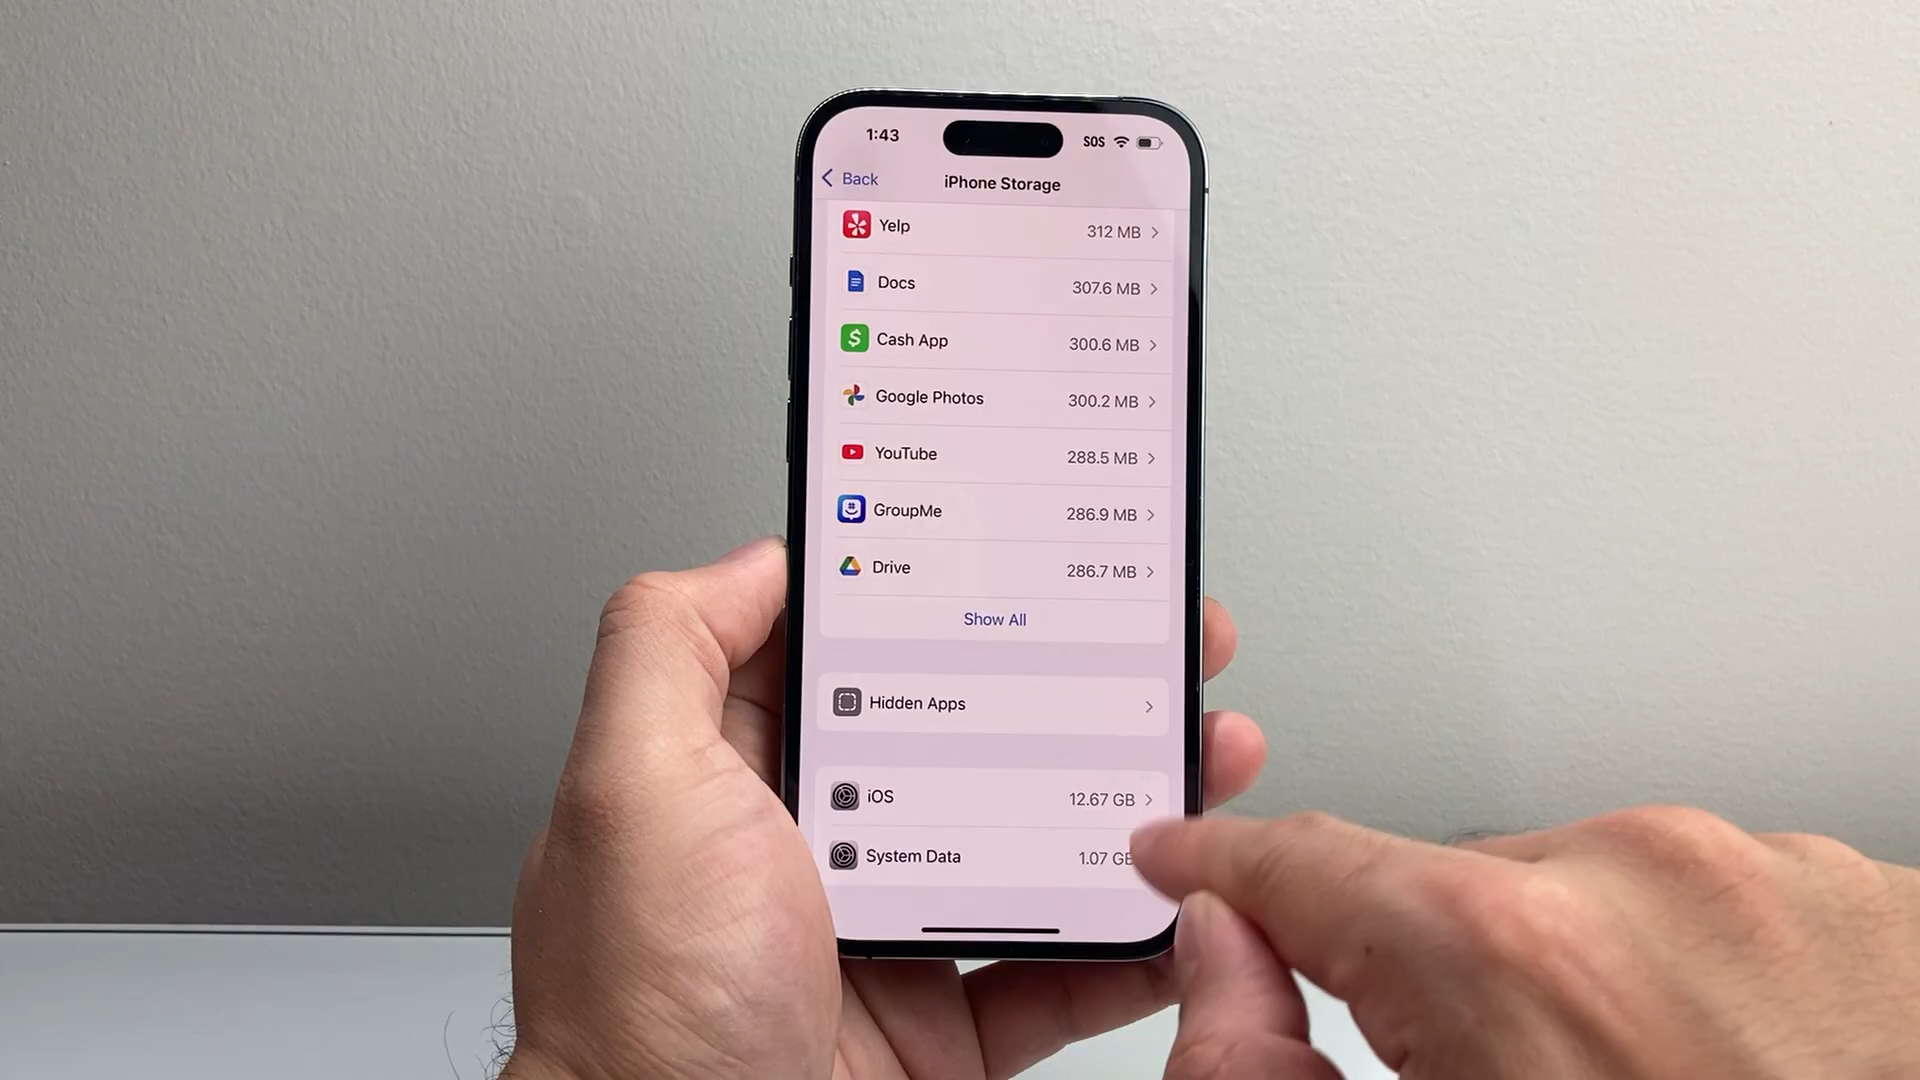 1:43
SOS
Back
iPhone Storage
Yelp 312 MB
Docs 307.6 MB
Cash App 300.6 MB
Google Photos 300.2 MB
YouTube 288.5 MB
GroupMe 286.9 MB
Drive 286.7 MB
Show All
Hidden Apps
iOS 12.67 GB
System Data 1.07 GB